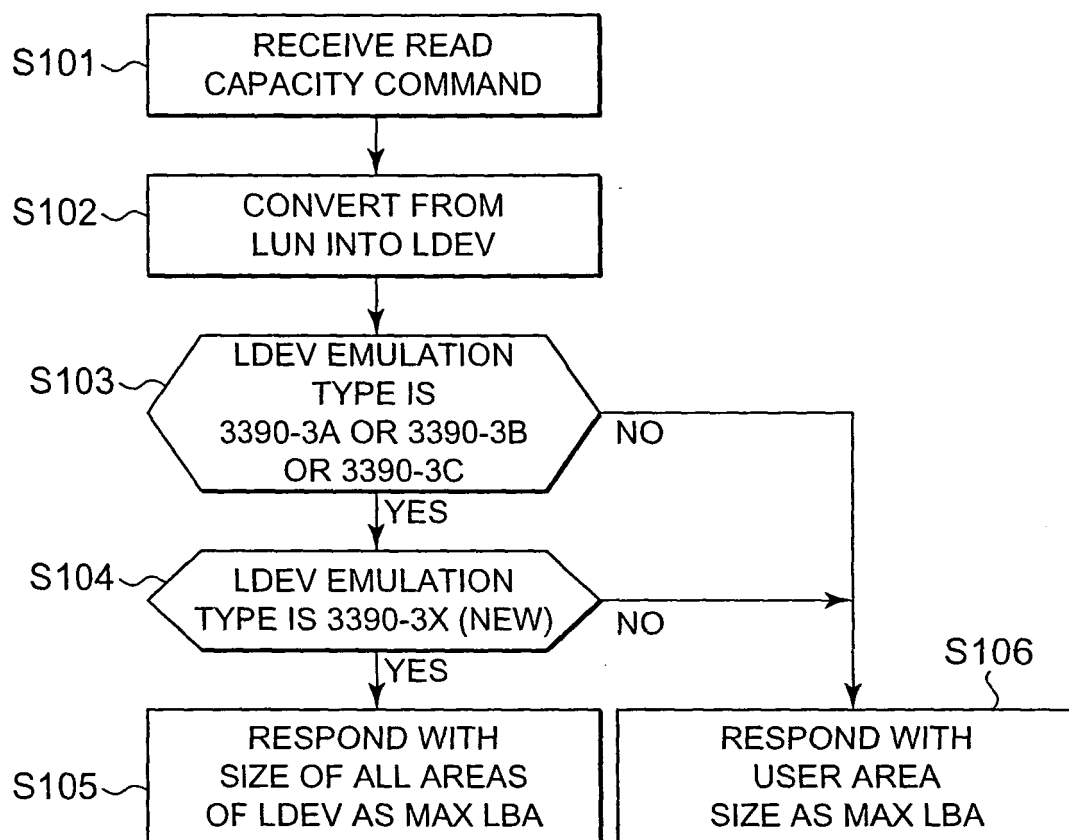 S101
RECEIVE READ
CAPACITY COMMAND
S102
CONVERT FROM
LUN INTO LDEV
S103
LDEV EMULATION
TYPE IS
3390-3A OR 3390-3B
OR 3390-3C
NO
YES
S104
LDEV EMULATION
TYPE IS 3390-3X (NEW)
NO
YES
S105
RESPOND WITH
SIZE OF ALL AREAS
OF LDEV AS MAX LBA
S106
RESPOND WITH
USER AREA
SIZE AS MAX LBA